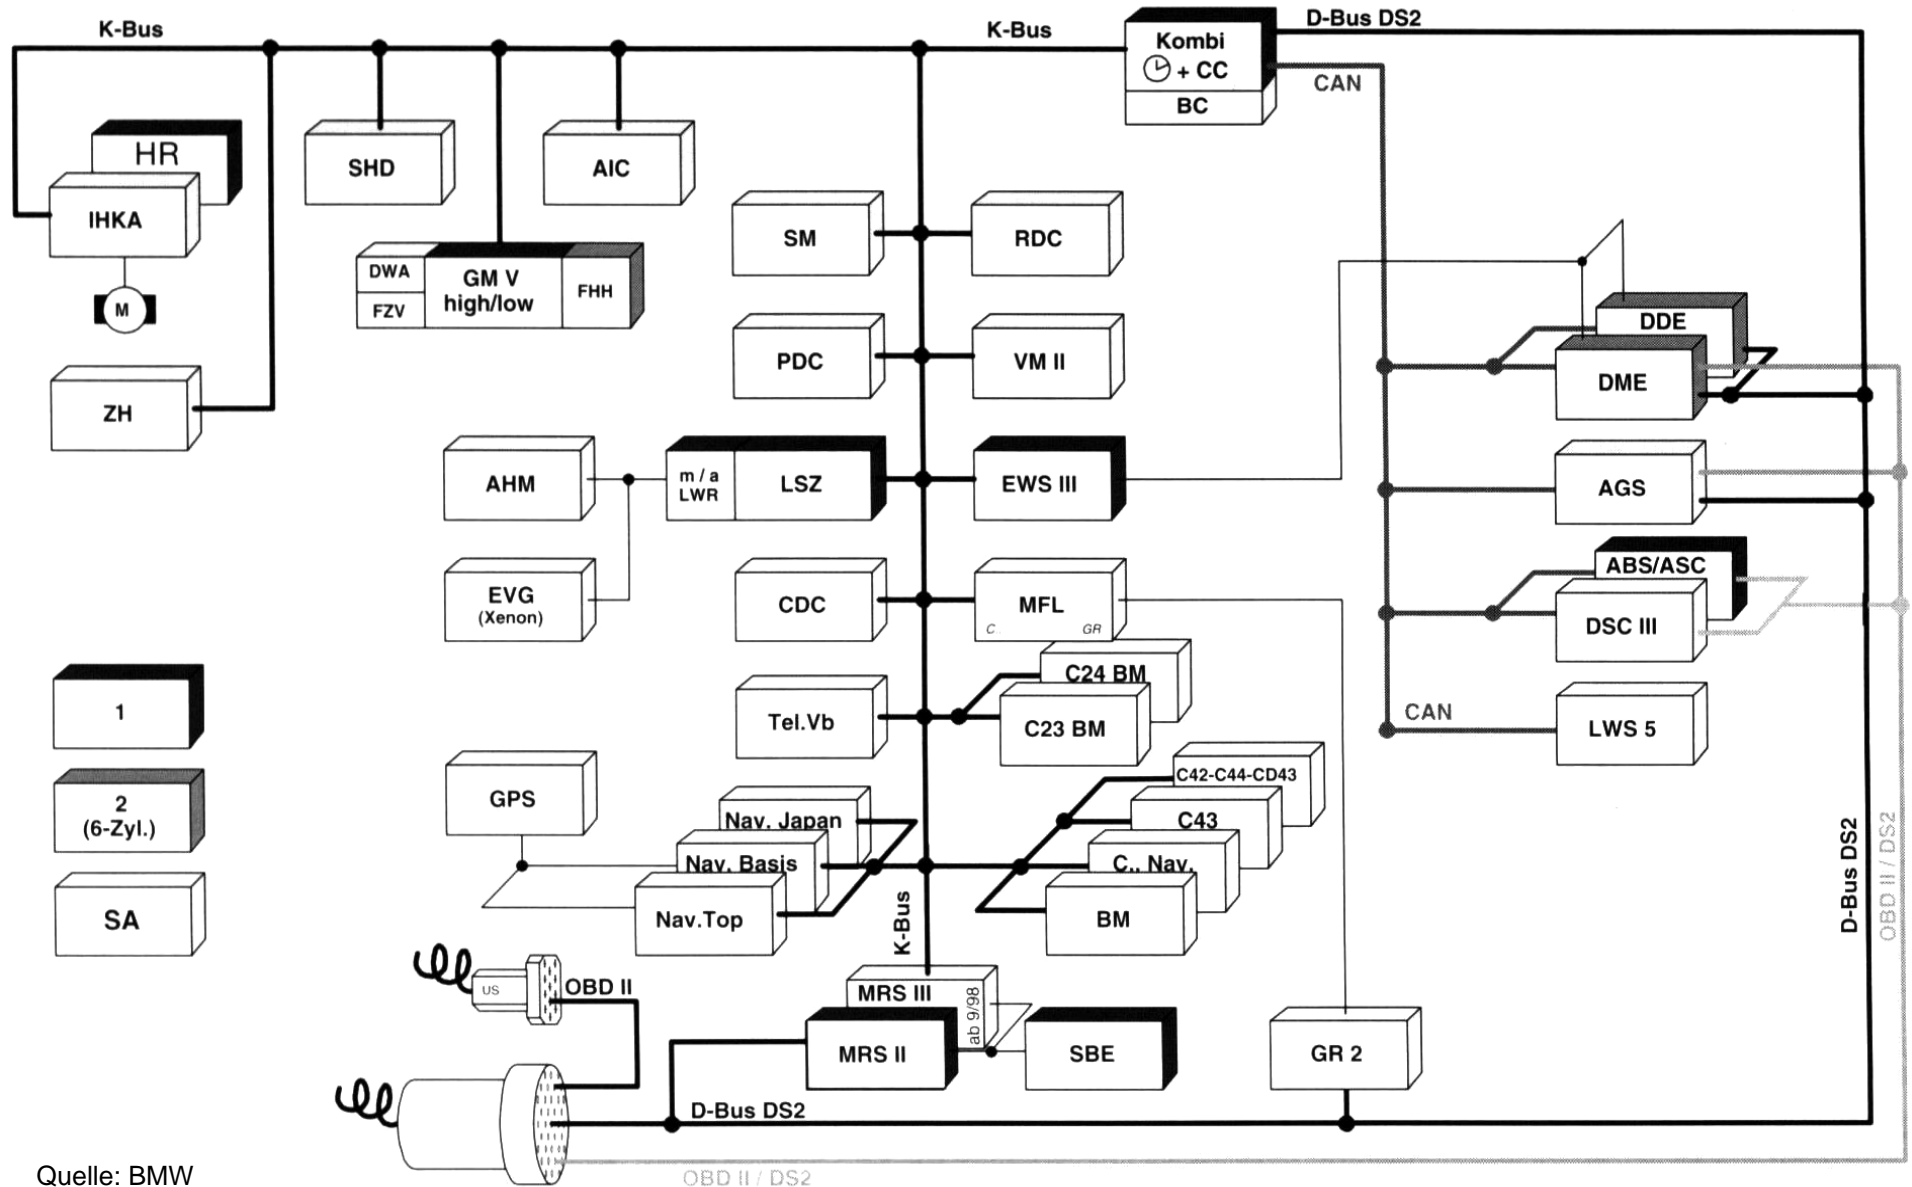 K-Bus
K-Bus
D-Bus DS2
Kombi
+ CC
BC
CAN
HR
IHKA
M
ZH
SHD
AIC
DWA
FZV
GM V
high/low
FHH
SM
RDC
PDC
VM II
DDE
DME
AHM
m / a
LWR
LSZ
EWS III
AGS
EVG
(Xenon)
CDC
MFL
C
GR
ABS/ASC
DSC III
1
2
(6-Zyl.)
SA
Tel.Vb
C24 BM
C23 BM
CAN
LWS 5
GPS
Nav. Japan
Nav. Basis
Nav.Top
C42-C44-CD43
C43
C.. Nav.
BM
K-Bus
D-Bus DS2
OBD II / DS2
US
OBD II
MRS III
ab 9/98
MRS II
SBE
GR 2
D-Bus DS2
OBD II / DS2
Quelle: BMW